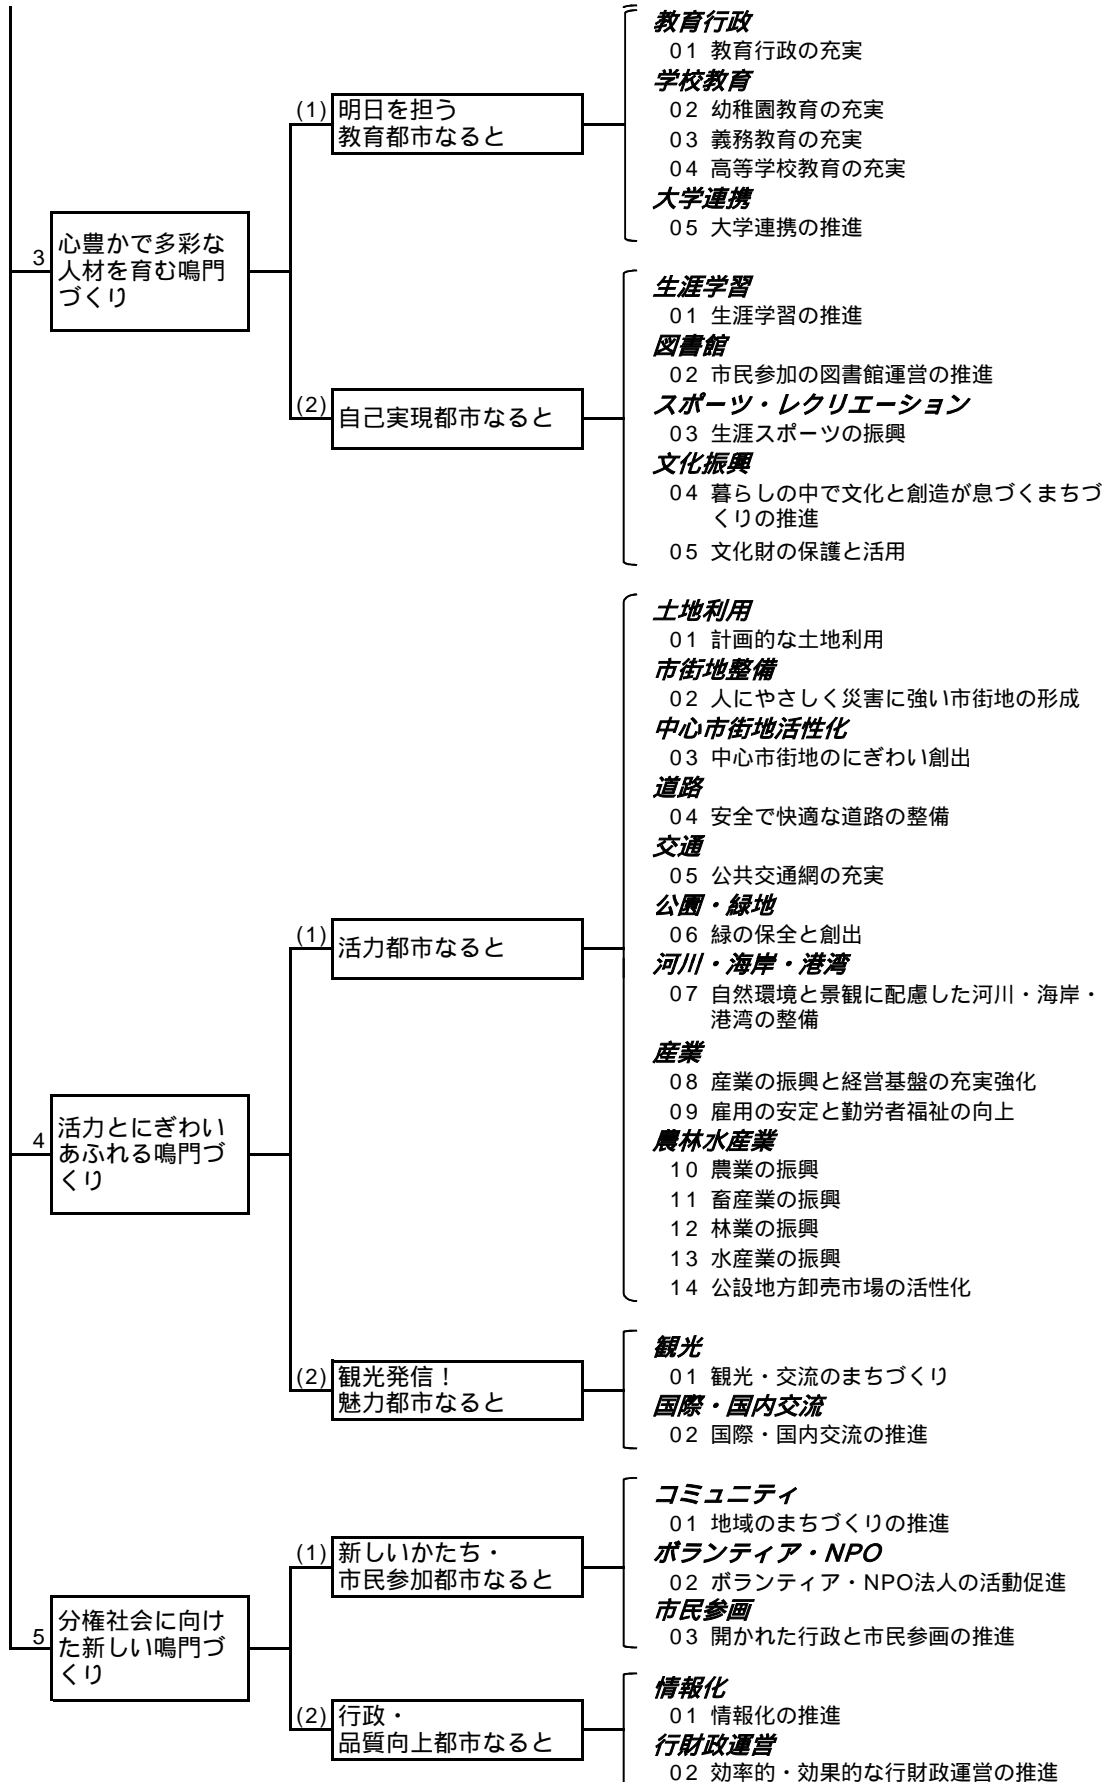 3
心豊かで多彩な
人材を育む鳴門
づくり
(1)
明日を担う
教育都市なると
教育行政
01 教育行政の充実
学校教育
02 幼稚園教育の充実
03 義務教育の充実
04 高等学校教育の充実
大学連携
05 大学連携の推進
(2)
自己実現都市なると
生涯学習
01 生涯学習の推進
図書館
02 市民参加の図書館運営の推進
スポーツ・レクリエーション
03 生涯スポーツの振興
文化振興
04 暮らしの中で文化と創造が息づくまちづ
くりの推進
05 文化財の保護と活用
4
活力とにぎわい
あふれる鳴門づ
くり
(1)
活力都市なると
土地利用
01 計画的な土地利用
市街地整備
02 人にやさしく災害に強い市街地の形成
中心市街地活性化
03 中心市街地のにぎわい創出
道路
04 安全で快適な道路の整備
交通
05 公共交通網の充実
公園・緑地
06 緑の保全と創出
河川・海岸・港湾
07 自然環境と景観に配慮した河川・海岸・
港湾の整備
産業
08 産業の振興と経営基盤の充実強化
09 雇用の安定と勤労者福祉の向上
農林水産業
10 農業の振興
11 畜産業の振興
12 林業の振興
13 水産業の振興
14 公設地方卸売市場の活性化
(2)
観光発信!
魅力都市なると
観光
01 観光・交流のまちづくり
国際・国内交流
02 国際・国内交流の推進
5
分権社会に向け
た新しい鳴門づ
くり
(1)
新しいかたち・
市民参加都市なると
コミュニティ
01 地域のまちづくりの推進
ボランティア・NPO
02 ボランティア・NPO法人の活動促進
市民参画
03 開かれた行政と市民参画の推進
(2)
行政・
品質向上都市なると
情報化
01 情報化の推進
行財政運営
02 効率的・効果的な行財政運営の推進